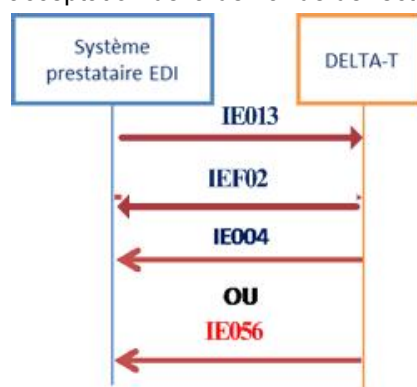 Système
prestataire EDI
DELTA-T
IE013
IEF02
IE004
OU
IE056